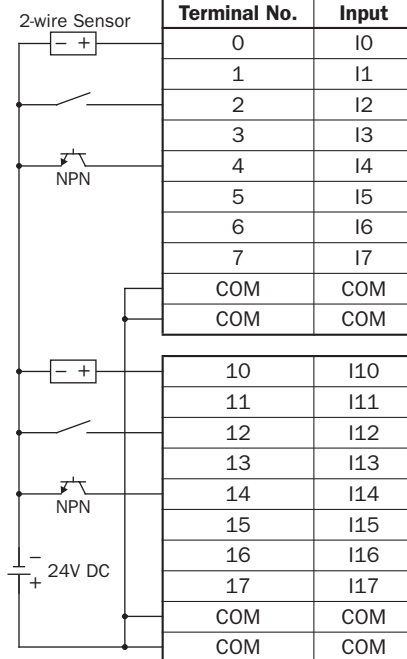 2-wire Sensor
Terminal No. Input
– + 0 I0
1 I1
2 I2
3 I3
4 I4
NPN
5 I5
6 I6
7 I7
COM COM
COM COM
– + 10 I10
11 I11
12 I12
13 I13
14 I14
NPN
15 I15
16 I16
–
+ 24V DC
17 I17
COM COM
COM COM